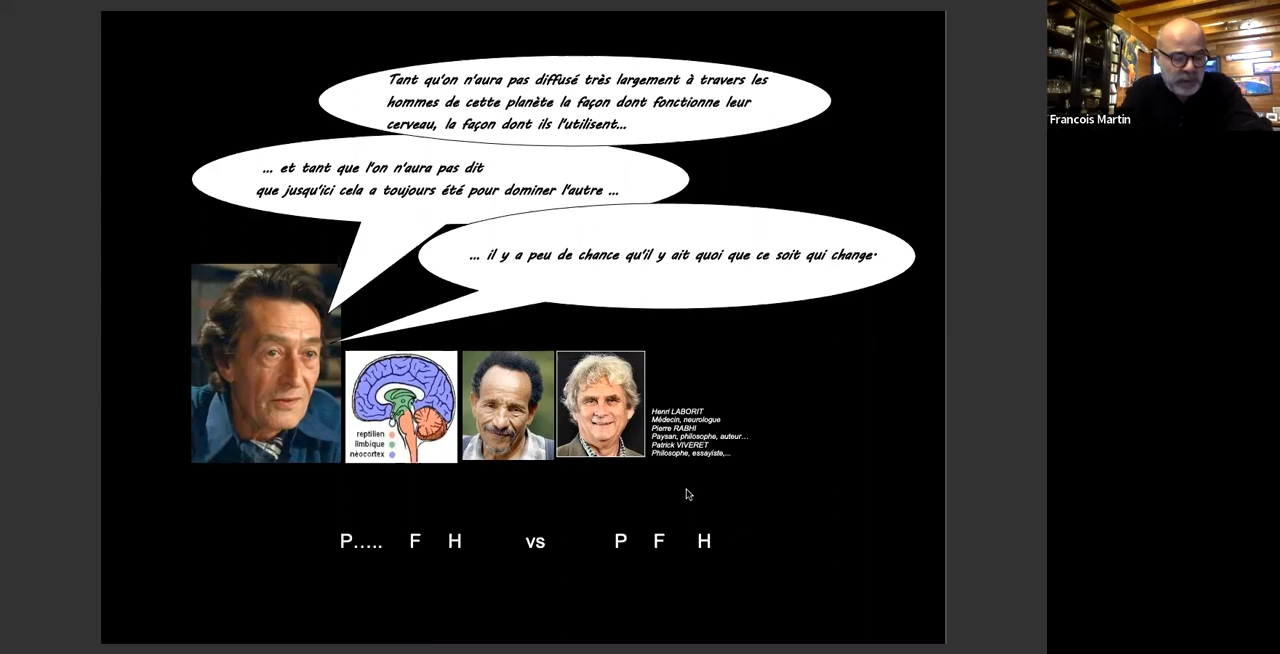 Tant qu'on n'aura pas diffusé très largement à travers les
hommes de cette planète la façon dont fonctionne leur
cerveau, la façon dont ils l'utilisent...
... et tant que l'on n'aura pas dit
que jusqu'ici cela a toujours été pour dominer l'autre ...
... il y a peu de chance qu'il y ait quoi que ce soit qui change.
reptilien
limbique
néocortex
Henri LABORIT
Médecin, neurologue
Pierre RABHI
Paysan, philosophe, auteur...
Patrick VIVERET
Philosophe, essayiste,...
P..... F H vs P F H
Francois Martin